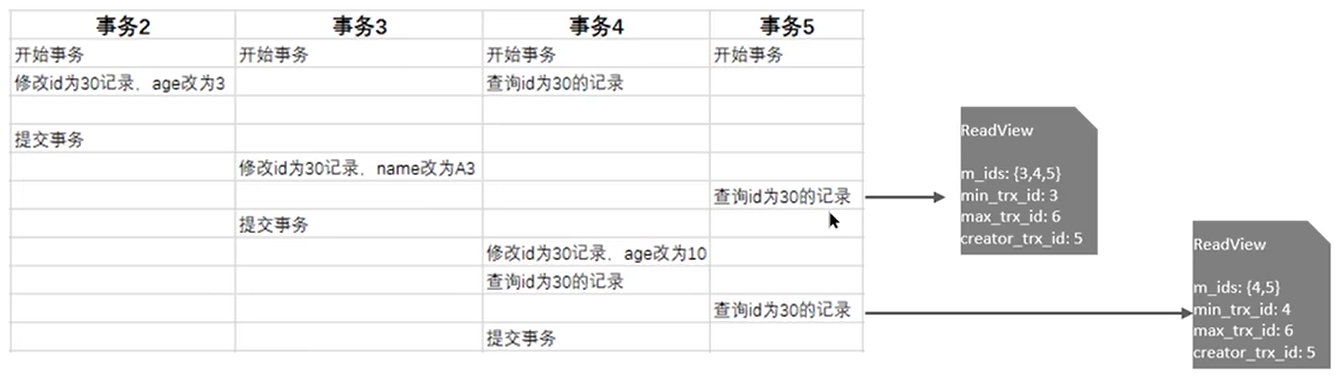 事务2 事务3 事务4 事务5
开始事务 开始事务 开始事务 开始事务
修改id为30记录，age改为3 查询id为30的记录
提交事务
修改id为30记录，name改为A3
查询id为30的记录
提交事务
修改id为30记录，age改为10
查询id为30的记录
查询id为30的记录
提交事务
ReadView
m_ids: {3,4,5}
min_trx_id: 3
max_trx_id: 6
creator_trx_id: 5
ReadView
m_ids: {4,5}
min_trx_id: 4
max_trx_id: 6
creator_trx_id: 5